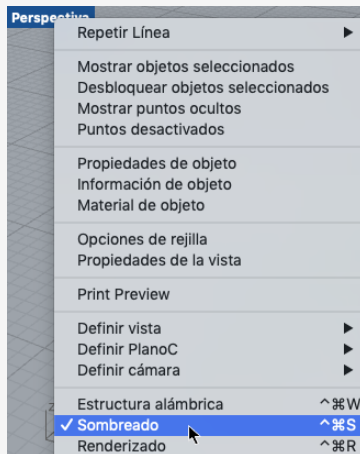 Perspectiva
Repetir Línea
Mostrar objetos seleccionados
Desbloquear objetos seleccionados
Mostrar puntos ocultos
Puntos desactivados
Propiedades de objeto
Información de objeto
Material de objeto
Opciones de rejilla
Propiedades de la vista
Print Preview
Definir vista
Definir PlanoC
Definir cámara
Estructura alámbrica ^⌘W
✓ Sombreado ^⌘S
Renderizado ^⌘R
z